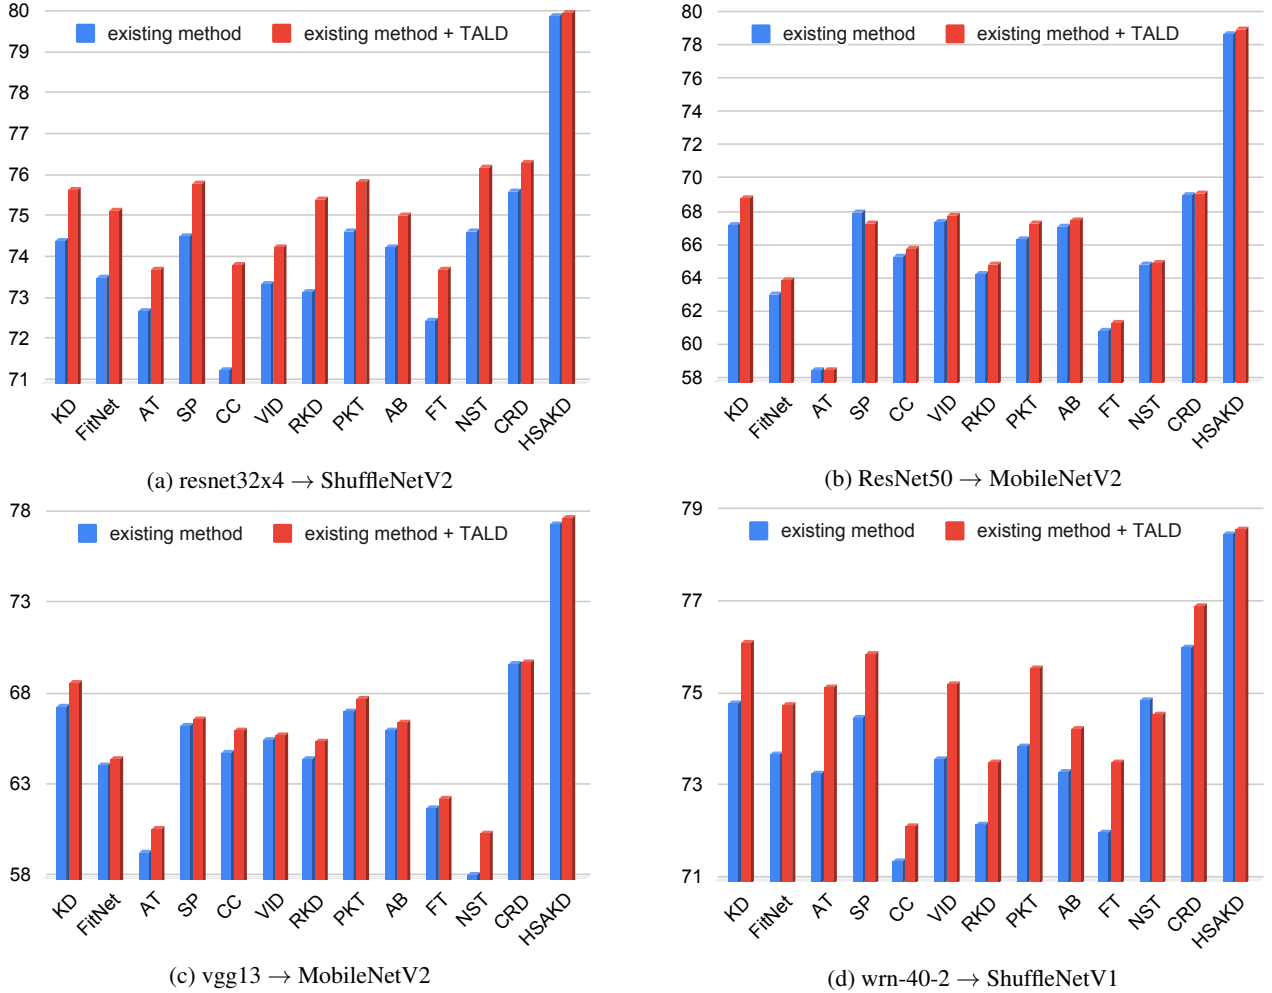 existing method
existing method + TALD
80
79
78
77
76
75
74
73
72
71
KD
FitNet
AT
SP
CC
VID
RKD
PKT
AB
FT
NST
CRD
HSAKD
(a) resnet32x4 → ShuffleNetV2
existing method
existing method + TALD
80
78
76
74
72
70
68
66
64
62
60
58
KD
FitNet
AT
SP
CC
VID
RKD
PKT
AB
FT
NST
CRD
HSAKD
(b) ResNet50 → MobileNetV2
existing method
existing method + TALD
78
73
68
63
58
KD
FitNet
AT
SP
CC
VID
RKD
PKT
AB
FT
NST
CRD
HSAKD
(c) vgg13 → MobileNetV2
existing method
existing method + TALD
79
77
75
73
71
KD
FitNet
AT
SP
CC
VID
RKD
PKT
AB
FT
NST
CRD
HSAKD
(d) wrn-40-2 → ShuffleNetV1